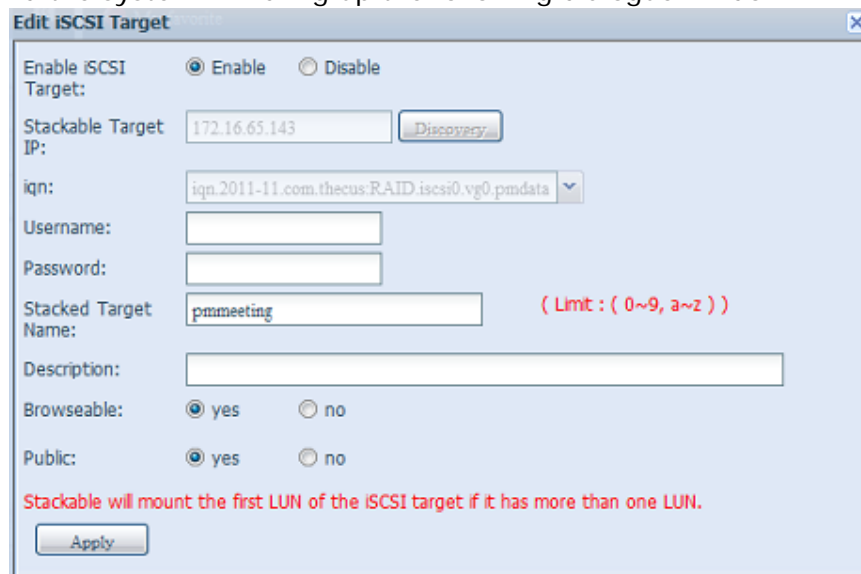 Edit iSCSI Target
Enable iSCSI Target:
Enable
Disable
Stackable Target IP:
172.16.65.143
Discovery
iqn:
iqn.2011-11.com.thecus:RAID.iscsi0.vg0.pmdata
Username:
Password:
Stacked Target Name:
pmmeeting
( Limit : ( 0~9, a~z ) )
Description:
Browseable:
yes
no
Public:
yes
no
Stackable will mount the first LUN of the iSCSI target if it has more than one LUN.
Apply